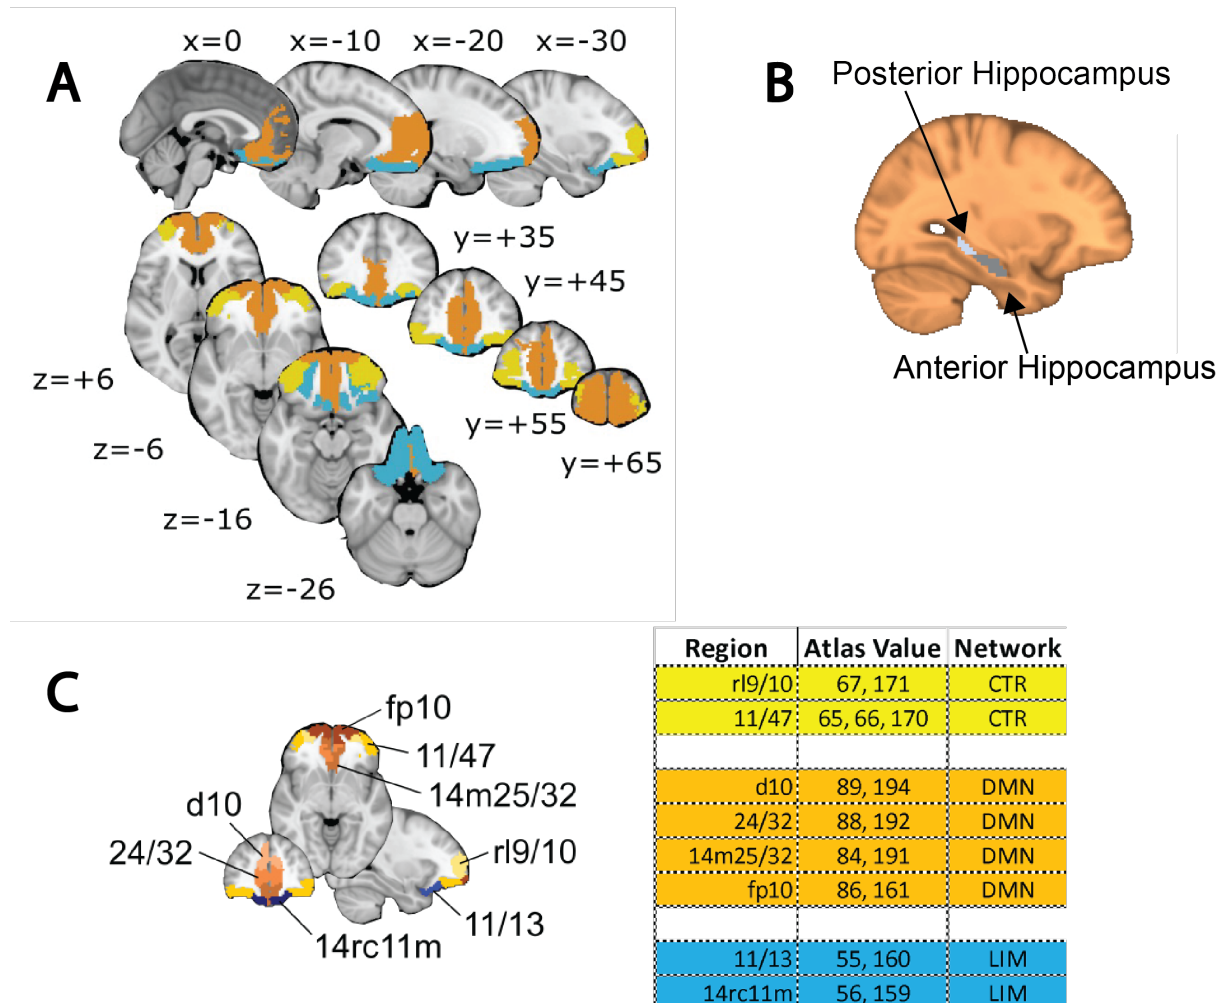 A
x=0 x=-10 x=-20 x=-30
y=+35
y=+45
y=+55
y=+65
z=+6
z=-6
z=-16
z=-26
B
Posterior Hippocampus
Anterior Hippocampus
C
fp10
11/47
14m25/32
d10
24/32
rl9/10
11/13
14rc11m
Region Atlas Value Network
rl9/10 67, 171 CTR
11/47 65, 66, 170 CTR
d10 89, 194 DMN
24/32 88, 192 DMN
14m25/32 84, 191 DMN
fp10 86, 161 DMN
11/13 55, 160 LIM
14rc11m 56, 159 LIM